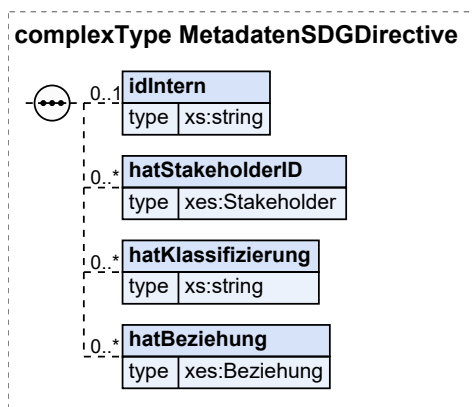 complexType MetadatenSDGDirective
0..1 idIntern
type xs:string
0..* hatStakeholderID
type xes:Stakeholder
0..* hatKlassifizierung
type xs:string
0..* hatBeziehung
type xes:Beziehung